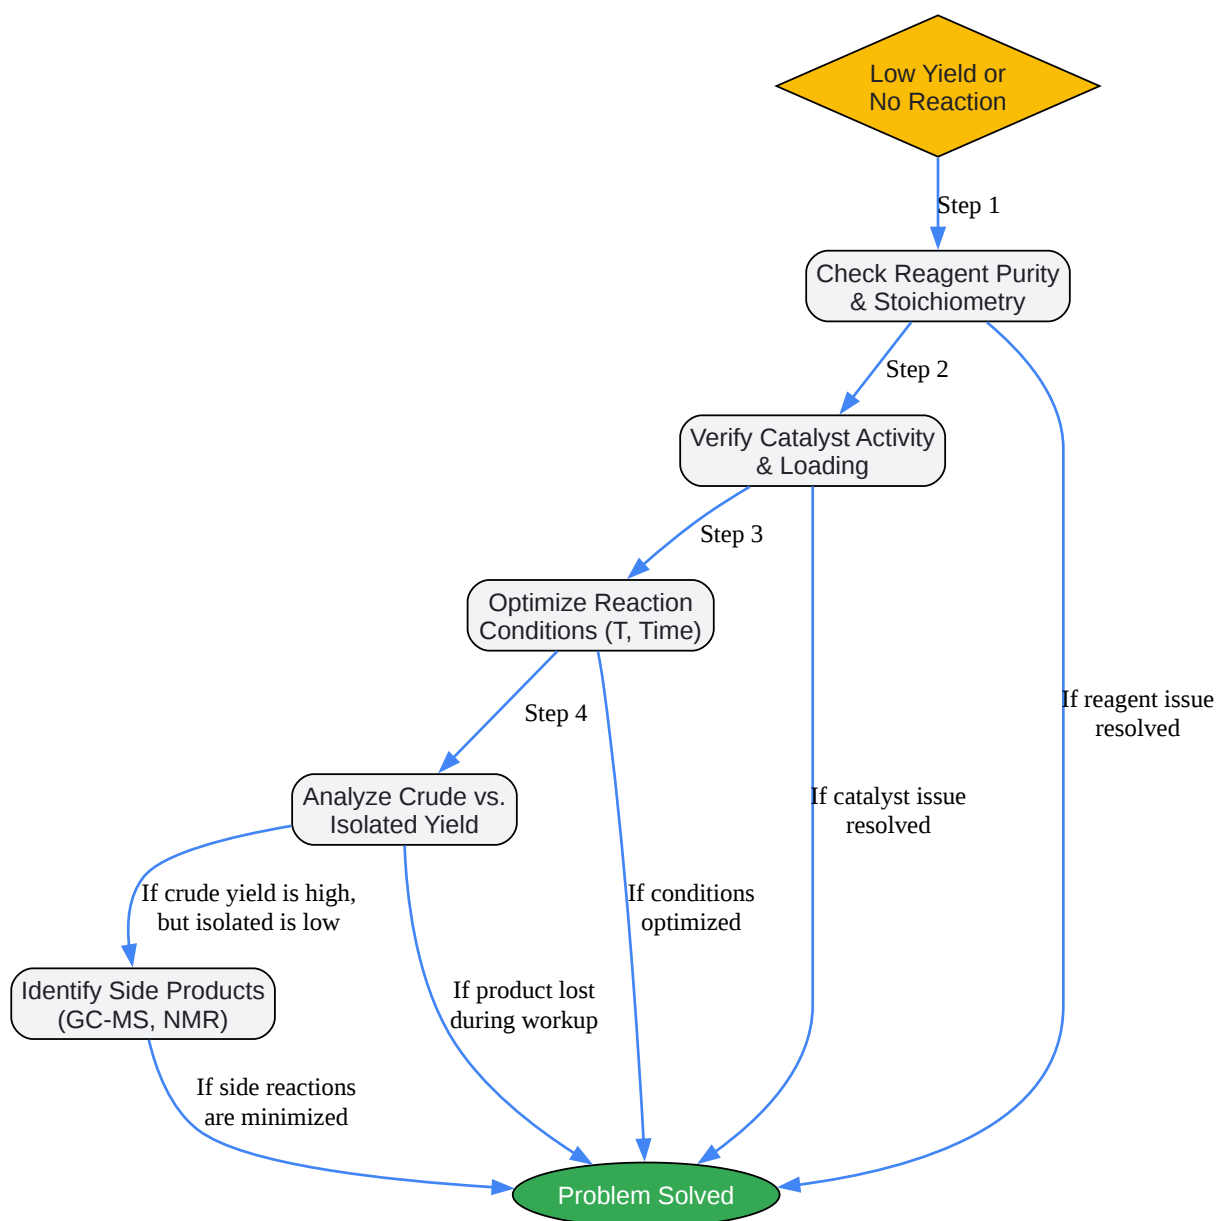 Low Yield or
No Reaction
Step 1
Check Reagent Purity
& Stoichiometry
Step 2
Verify Catalyst Activity
& Loading
Step 3
Optimize Reaction
Conditions (T, Time)
If reagent issue
resolved
Step 4
Analyze Crude vs.
Isolated Yield
If catalyst issue
resolved
If crude yield is high,
but isolated is low
If conditions
optimized
Identify Side Products
(GC-MS, NMR)
If product lost
during workup
If side reactions
are minimized
Problem Solved